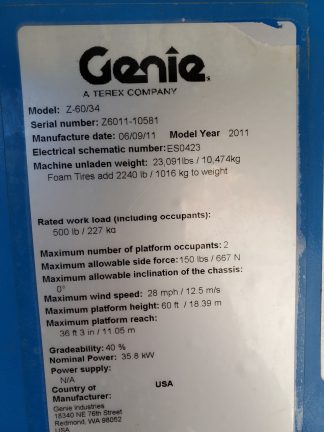 Genie
A TEREX COMPANY
Model: Z-60/34
Serial number: Z6011-10581
Manufacture date: 06/09/11 Model Year 2011
Electrical schematic number: ES0423
Machine unladen weight: 23,091lbs / 10,474kg
Foam Tires add 2240 lb / 1016 kg to weight
Rated work load (including occupants):
500 lb / 227 kg
Maximum number of platform occupants: 2
Maximum allowable side force: 150 lbs / 667 N
Maximum allowable inclination of the chassis:
0°
Maximum wind speed: 28 mph / 12.5 m/s
Maximum platform height: 60 ft / 18.39 m
Maximum platform reach:
36 ft 3 in / 11.05 m
Gradeability: 40 %
Nominal Power: 35.8 kW
Power supply:
N/A
Country of USA
Manufacturer:
Genie Industries
18340 NE 76th Street
Redmond, WA 98052
USA